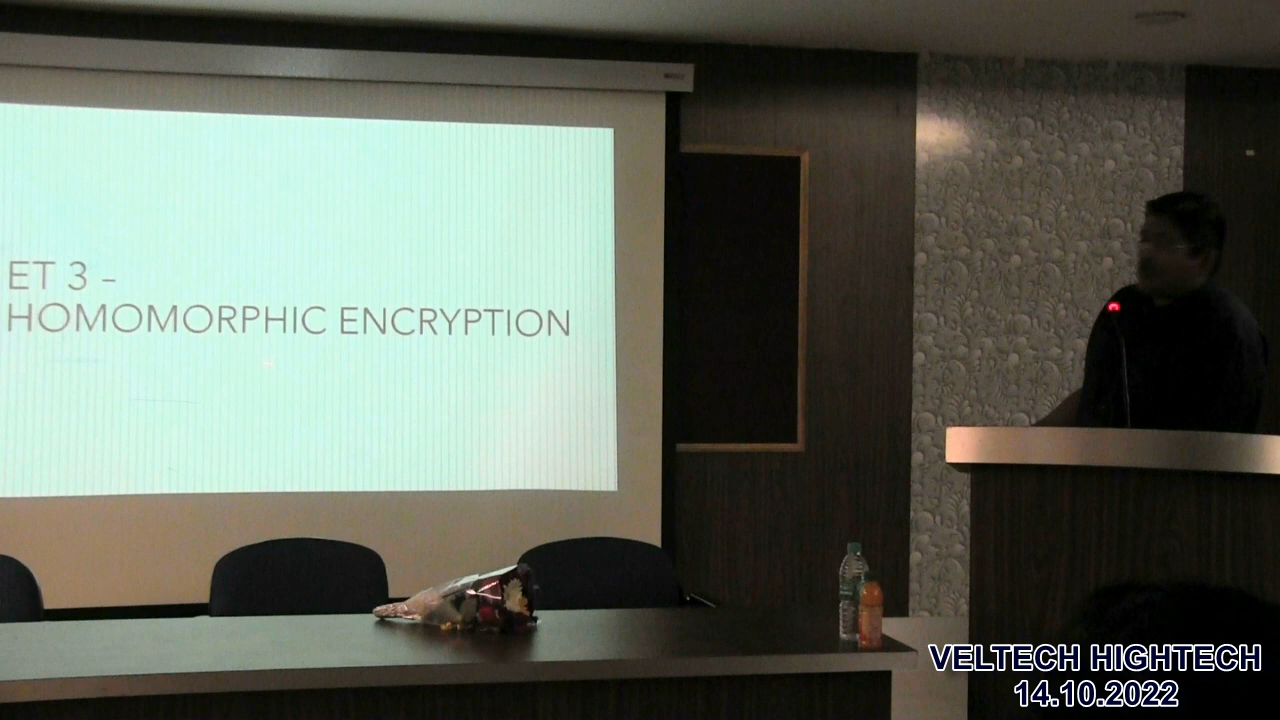 ET 3 –
HOMOMORPHIC ENCRYPTION
VELTECH HIGHTECH
14.10.2022